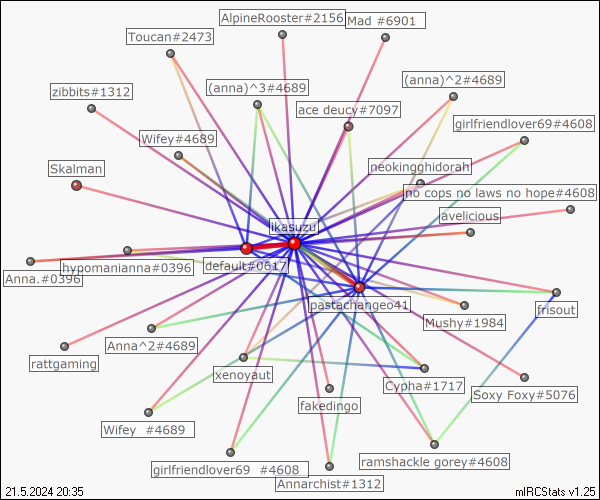 AlpineRooster#2156
Mad #6901
Toucan#2473
(anna)^3#4689
(anna)^2#4689
zibbits#1312
ace deucy#7097
girlfriendlover69#4608
Wifey#4689
neokingghidorah
Skalman
no cops no laws no hope#4608
ikasuzu
avelicious
Anna.#0396
hypomanianna#0396
default#0617
pastachangeo41
Mushy#1984
frisout
Anna^2#4689
rattgaming
xenoyaut
Cypha#1717
Soxy Foxy#5076
fakedingo
Wifey #4689
girlfriendlover69 #4608
Annarchist#1312
ramshackle gorey#4608
21.5.2024 20:35
mIRCStats v1.25